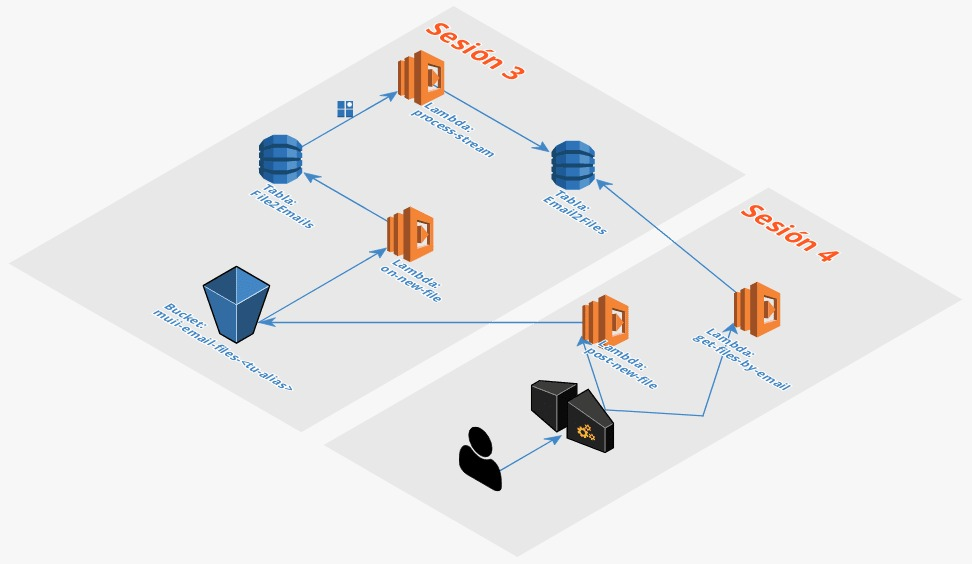 Sesión 3
Lambda:
process-stream
Tabla:
File2Emails
Tabla:
Email2Files
Sesión 4
Lambda:
on-new-file
Bucket:
muii-email-files-<tu-alias>
Lambda:
post-new-file
Lambda:
get-files-by-email